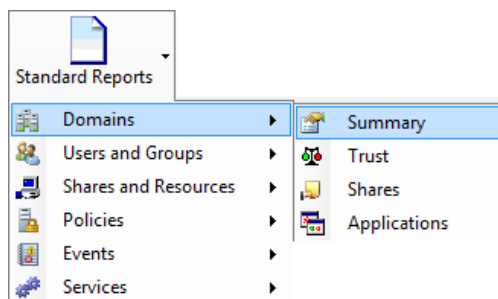 Standard Reports
Domains
Users and Groups
Shares and Resources
Policies
Events
Services
Summary
Trust
Shares
Applications